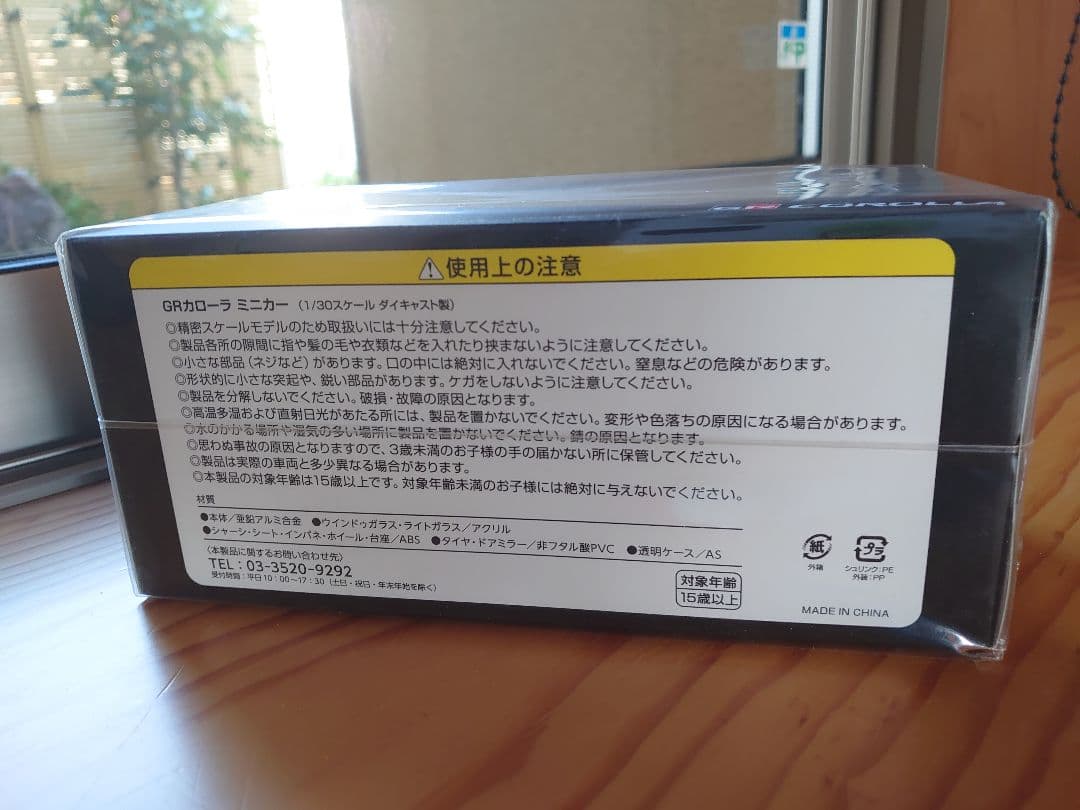 GR COROLLA
⚠使用上の注意
GRカローラ ミニカー（1/30スケール ダイキャスト製）
◎精密スケールモデルのため取扱いには十分注意してください。
◎製品各所の隙間に指や髪の毛や衣類などを入れたり挟まないように注意してください。
◎小さな部品（ネジなど）があります。口の中には絶対に入れないでください。窒息などの危険があります。
◎形状的に小さな突起や、鋭い部品があります。ケガをしないように注意してください。
◎製品を分解しないでください。破損・故障の原因となります。
◎高温多湿および直射日光があたる所には、製品を置かないでください。変形や色落ちの原因になる場合があります。
◎水のかかる場所や湿気の多い場所に製品を置かないでください。錆の原因となります。
◎思わぬ事故の原因となりますので、3歳未満のお子様の手の届かない所に保管してください。
◎製品は実際の車両と多少異なる場合があります。
◎本製品の対象年齢は15歳以上です。対象年齢未満のお子様には絶対に与えないでください。
材質
●本体／亜鉛アルミ合金 ●ウインドゥガラス・ライトガラス／アクリル
●シャーシ・シート・インパネ・ホイール・台座／ABS ●タイヤ・ドアミラー／非フタル酸PVC ●透明ケース／AS
〈本製品に関するお問い合わせ先〉
TEL：03-3520-9292
受付時間：平日10：00～17：30（土日・祝日・年末年始を除く）
対象年齢
15歳以上
紙
外箱
プラ
シュリンク：PE
外装：PP
MADE IN CHINA